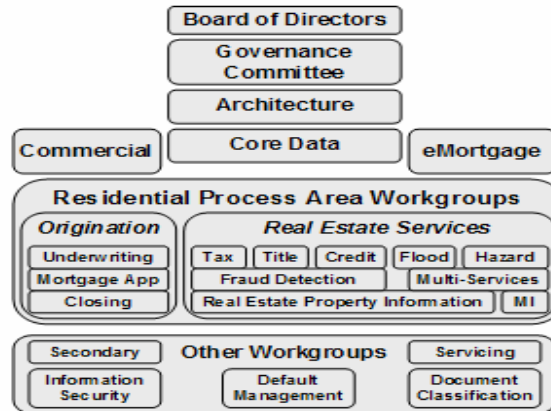 Board of Directors
Governance
Committee
Architecture
Commercial
Core Data
eMortgage
Residential Process Area Workgroups
Origination
Real Estate Services
Underwriting
Tax Title Credit Flood Hazard
Mortgage App
Fraud Detection
Multi-Services
Closing
Real Estate Property Information
MI
Secondary
Other Workgroups
Servicing
Information
Security
Default
Management
Document
Classification